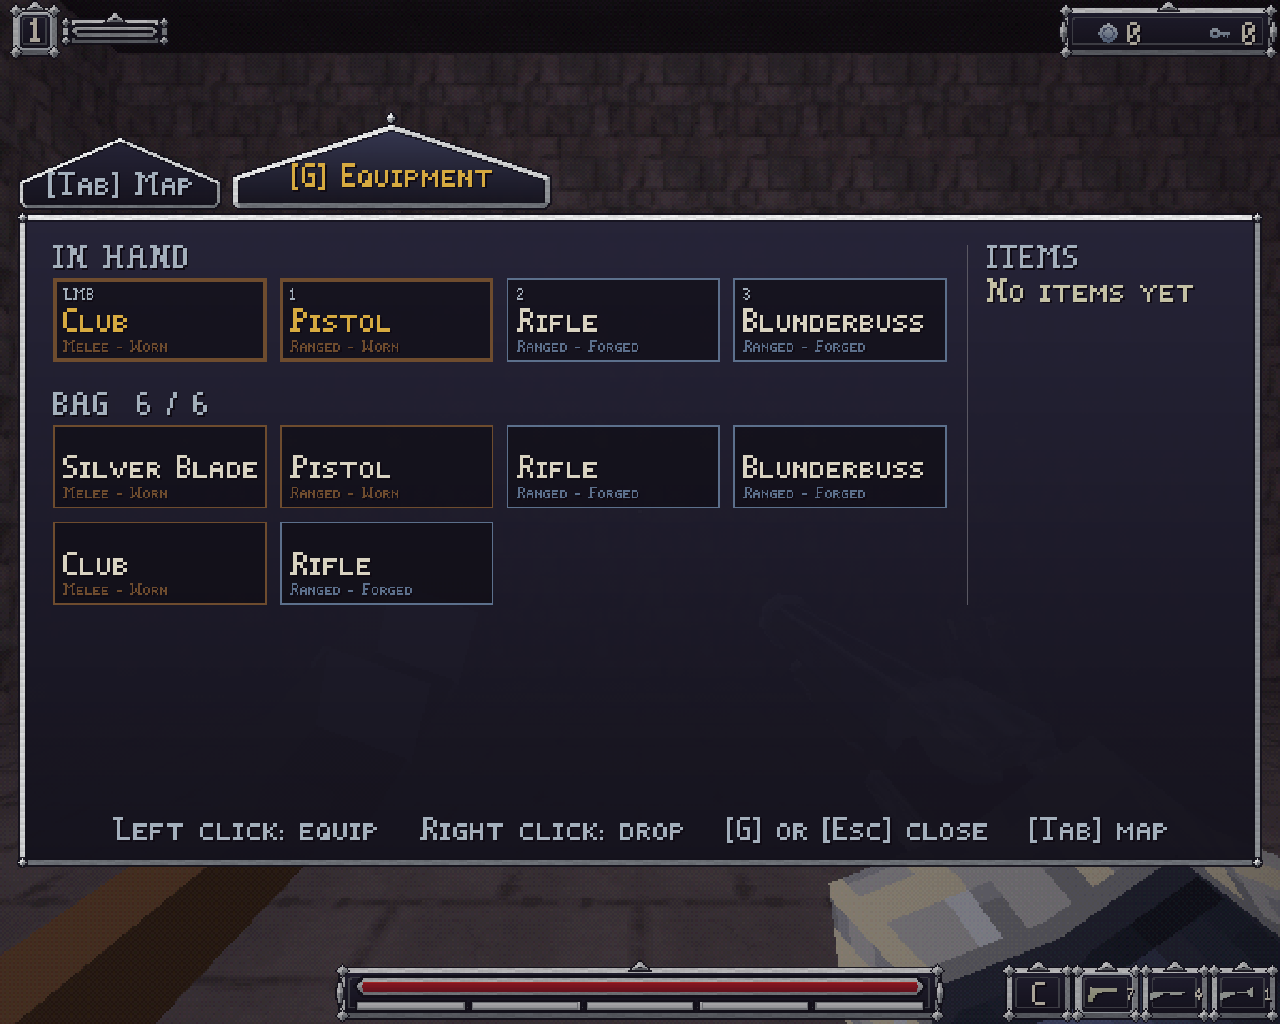 1
0 0
[Tab] Map
[G] Equipment
IN HAND
ITEMS
No items yet
LMB
Club
Melee - Worn
1
Pistol
Ranged - Worn
2
Rifle
Ranged - Forged
3
Blunderbuss
Ranged - Forged
BAG 6 / 6
Silver Blade
Melee - Worn
Pistol
Ranged - Worn
Rifle
Ranged - Forged
Blunderbuss
Ranged - Forged
Club
Melee - Worn
Rifle
Ranged - Forged
Left click: equip Right click: drop [G] or [Esc] close [Tab] map
C 7 4 1